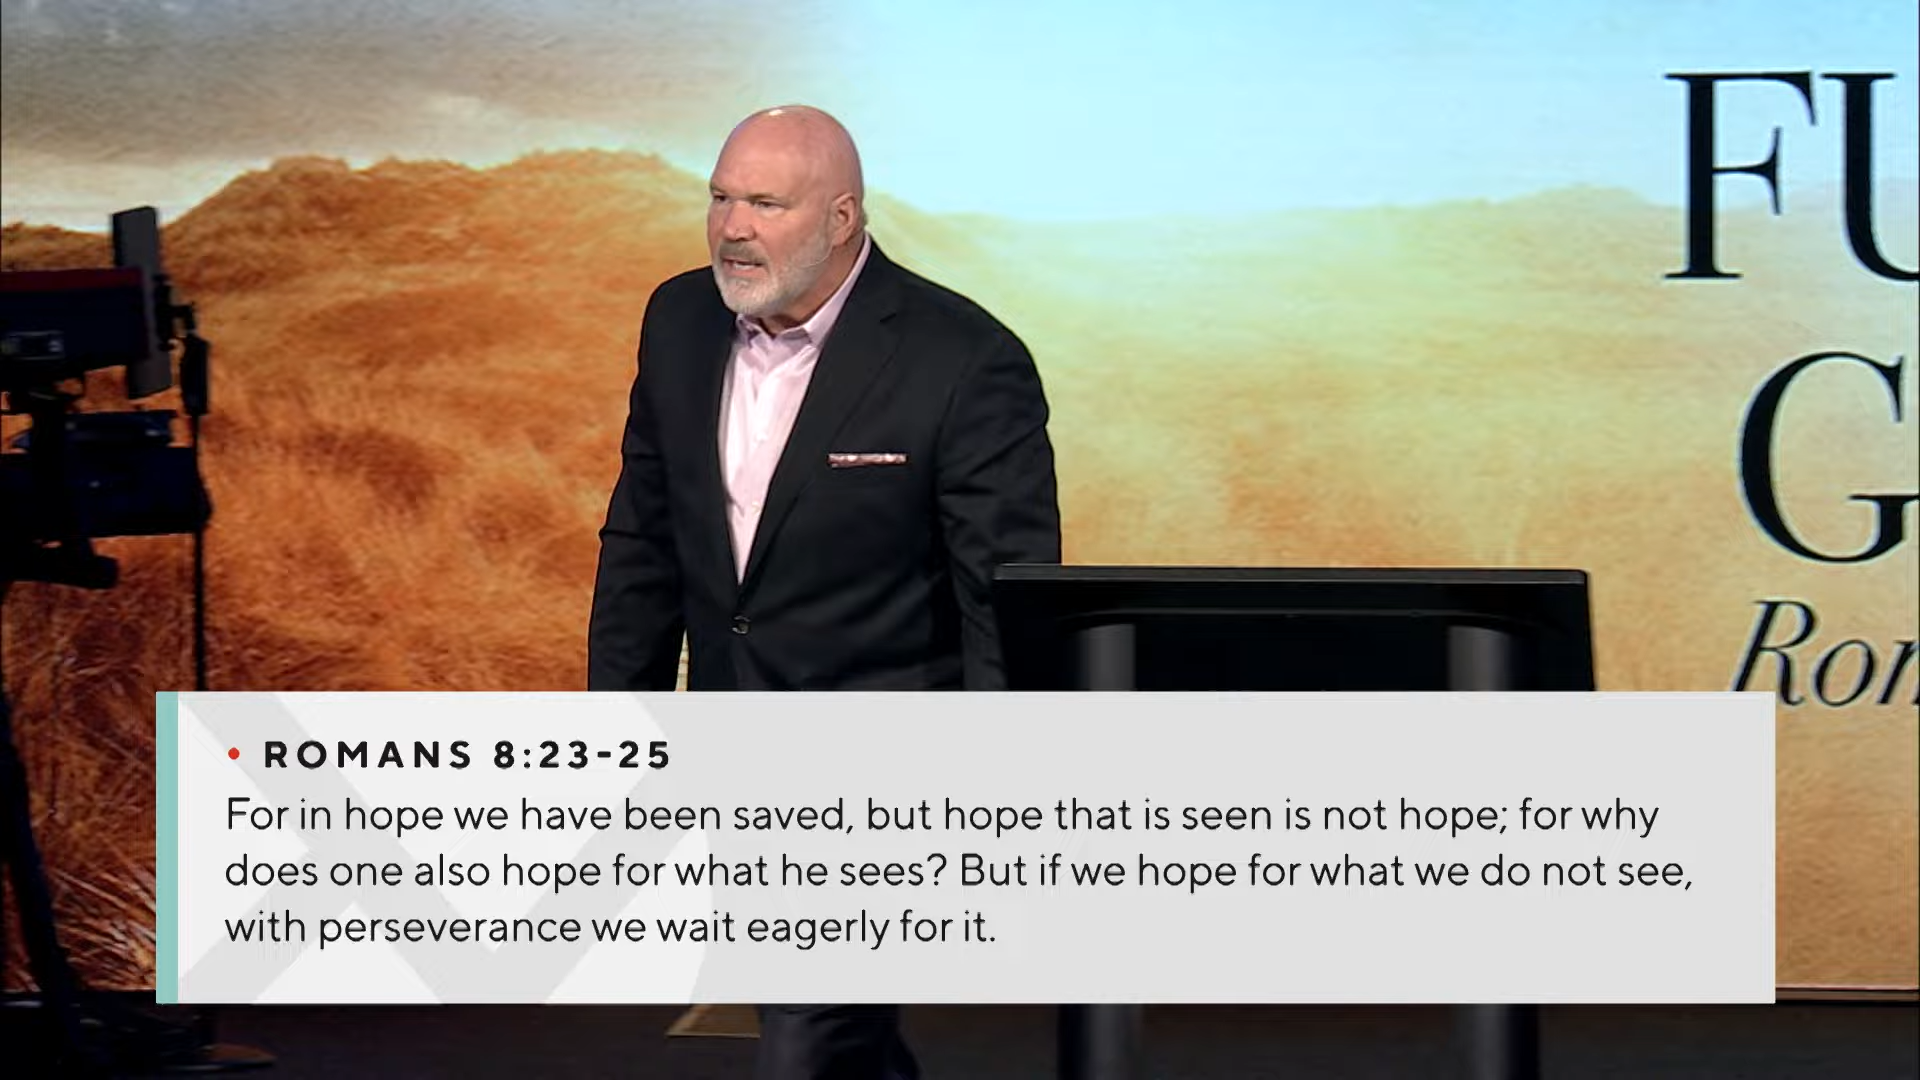 FU
G
Rom
• ROMANS 8:23-25
For in hope we have been saved, but hope that is seen is not hope; for why
does one also hope for what he sees? But if we hope for what we do not see,
with perseverance we wait eagerly for it.